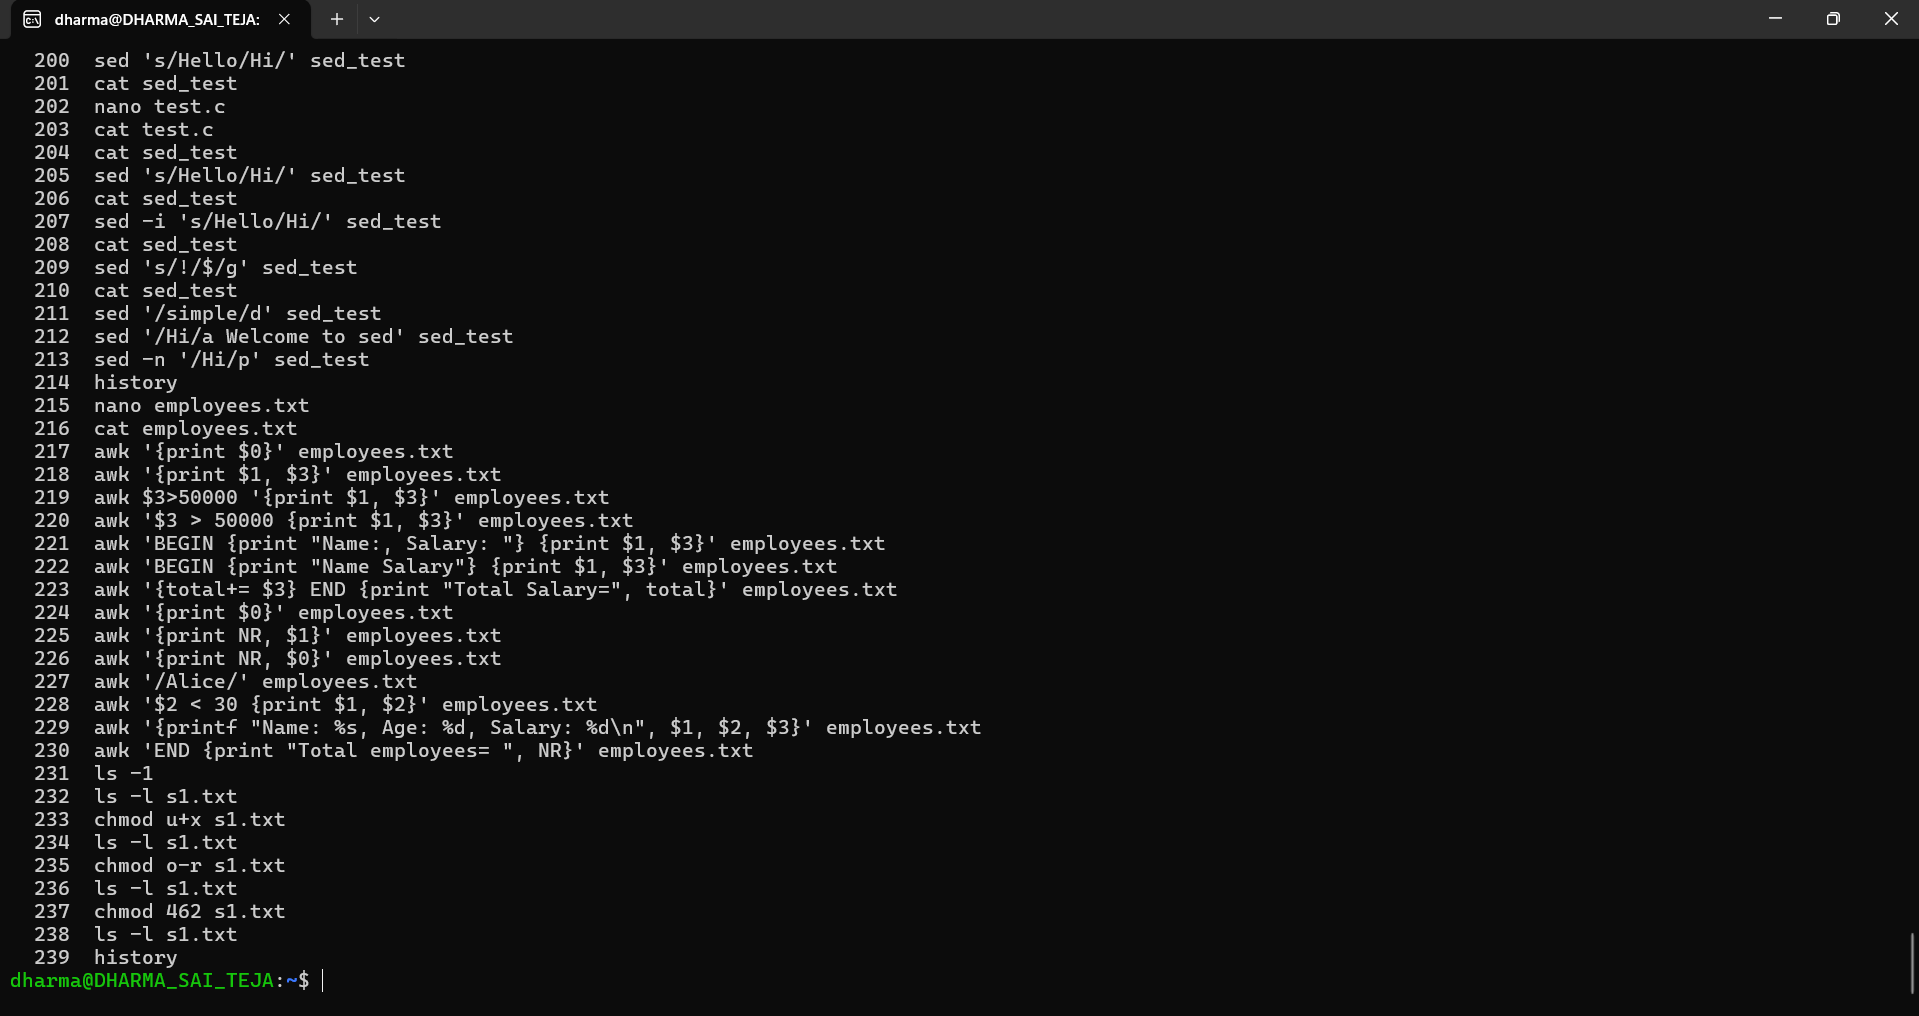 dharma@DHARMA_SAI_TEJA:
200 sed 's/Hello/Hi/' sed_test
201 cat sed_test
202 nano test.c
203 cat test.c
204 cat sed_test
205 sed 's/Hello/Hi/' sed_test
206 cat sed_test
207 sed -i 's/Hello/Hi/' sed_test
208 cat sed_test
209 sed 's/!/$/g' sed_test
210 cat sed_test
211 sed '/simple/d' sed_test
212 sed '/Hi/a Welcome to sed' sed_test
213 sed -n '/Hi/p' sed_test
214 history
215 nano employees.txt
216 cat employees.txt
217 awk '{print $0}' employees.txt
218 awk '{print $1, $3}' employees.txt
219 awk $3>50000 '{print $1, $3}' employees.txt
220 awk '$3 > 50000 {print $1, $3}' employees.txt
221 awk 'BEGIN {print "Name:, Salary: "} {print $1, $3}' employees.txt
222 awk 'BEGIN {print "Name Salary"} {print $1, $3}' employees.txt
223 awk '{total+= $3} END {print "Total Salary=", total}' employees.txt
224 awk '{print $0}' employees.txt
225 awk '{print NR, $1}' employees.txt
226 awk '{print NR, $0}' employees.txt
227 awk '/Alice/' employees.txt
228 awk '$2 < 30 {print $1, $2}' employees.txt
229 awk '{printf "Name: %s, Age: %d, Salary: %d\n", $1, $2, $3}' employees.txt
230 awk 'END {print "Total employees= ", NR}' employees.txt
231 ls -1
232 ls -l s1.txt
233 chmod u+x s1.txt
234 ls -l s1.txt
235 chmod o-r s1.txt
236 ls -l s1.txt
237 chmod 462 s1.txt
238 ls -l s1.txt
239 history
dharma@DHARMA_SAI_TEJA:~$